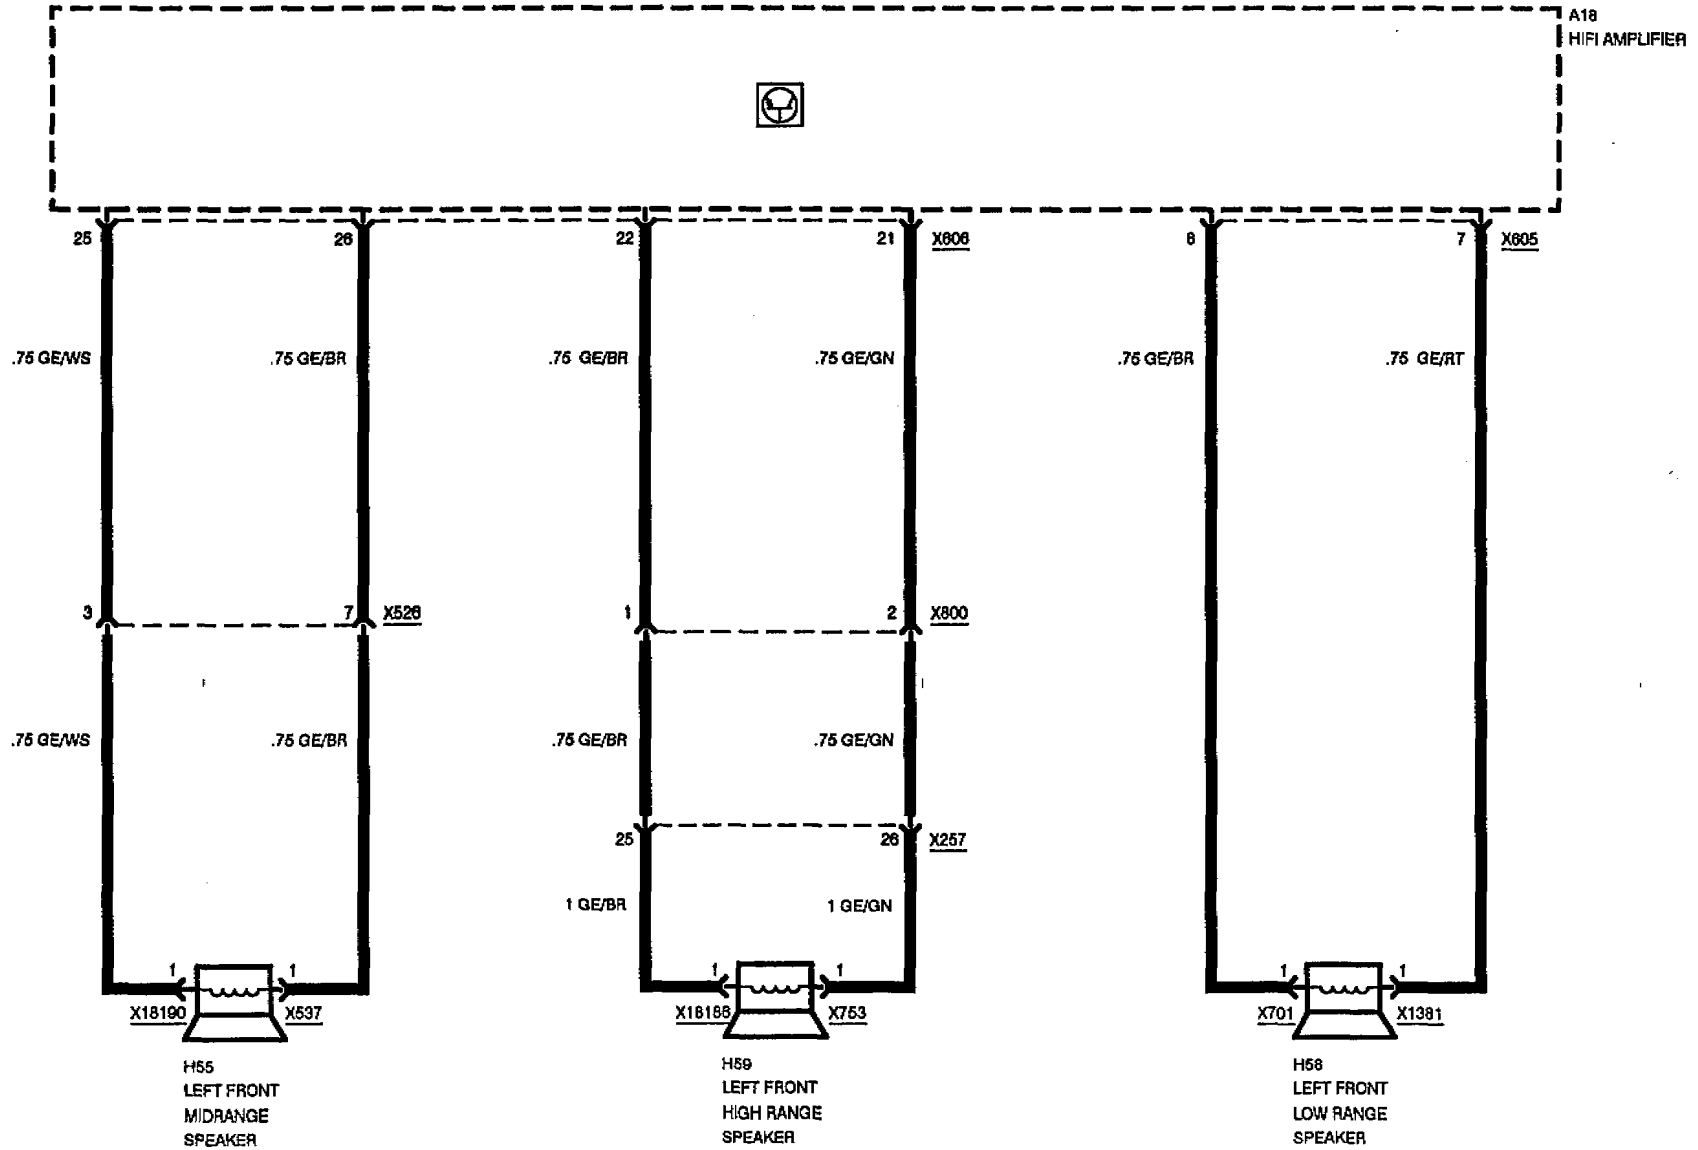 A18
HIFI AMPLIFIER
25
26
22
21
X606
8
7
X605
.75 GE/WS
.75 GE/BR
.75 GE/BR
.75 GE/GN
.75 GE/BR
.75 GE/RT
3
7
X526
1
2
X800
.75 GE/WS
.75 GE/BR
.75 GE/BR
.75 GE/GN
25
26
X257
1 GE/BR
1 GE/GN
1
1
1
1
1
1
X18190
X537
X18186
X753
X701
X1381
H55
LEFT FRONT
MIDRANGE
SPEAKER
H59
LEFT FRONT
HIGH RANGE
SPEAKER
H58
LEFT FRONT
LOW RANGE
SPEAKER